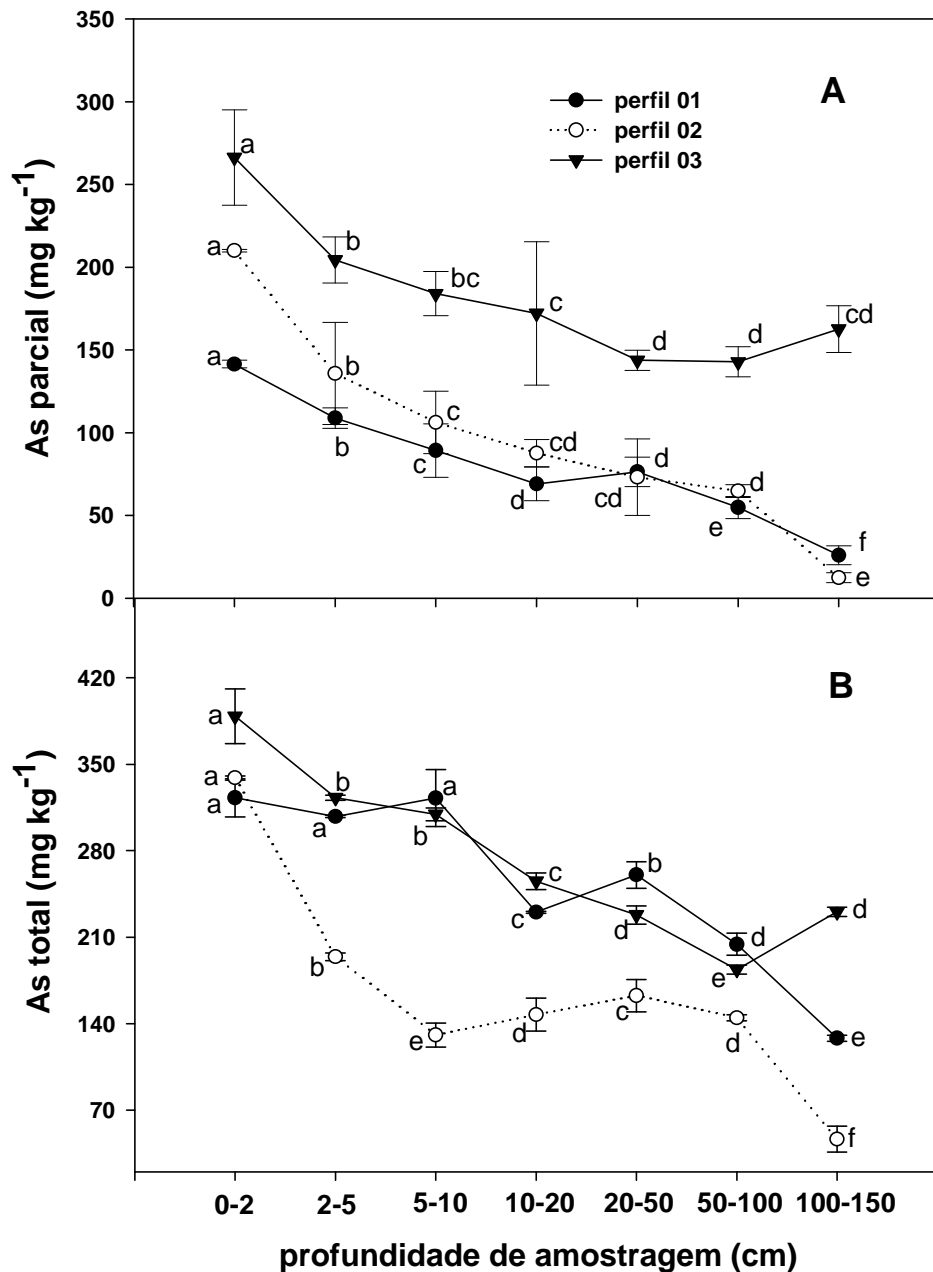 350
300
250
200
150
100
50
0
As parcial (mg kg-1)
A
perfil 01
perfil 02
perfil 03
a
b
bc
c
d
d
cd
a
b
c
cd
cd
d
e
a
b
c
d
d
e
f
420
350
280
210
140
70
As total (mg kg-1)
B
a
b
b
c
d
e
d
a
a
a
c
b
d
e
a
b
e
d
c
d
f
0-2 2-5 5-10 10-20 20-50 50-100 100-150
profundidade de amostragem (cm)